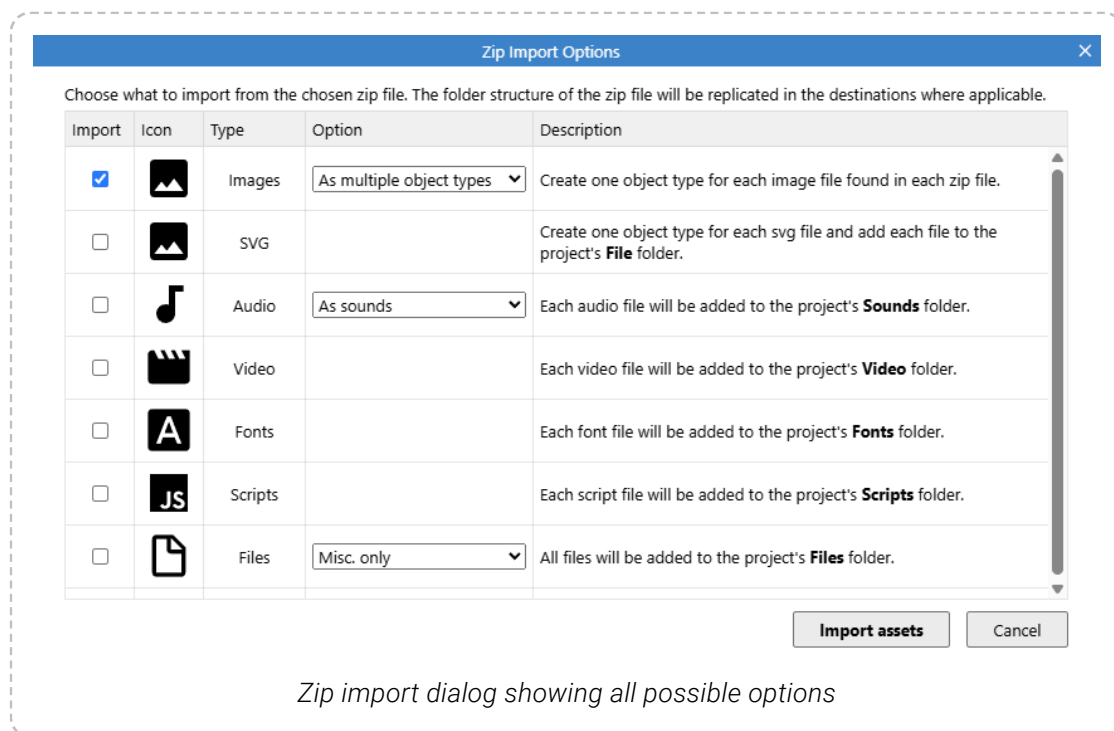 Zip Import Options
Choose what to import from the chosen zip file. The folder structure of the zip file will be replicated in the destinations where applicable.
Import Icon Type Option Description
Images As multiple object types Create one object type for each image file found in each zip file.
SVG Create one object type for each svg file and add each file to the
project's File folder.
Audio As sounds Each audio file will be added to the project's Sounds folder.
Video Each video file will be added to the project's Video folder.
A Fonts Each font file will be added to the project's Fonts folder.
JS Scripts Each script file will be added to the project's Scripts folder.
Files Misc. only All files will be added to the project's Files folder.
Import assets Cancel
Zip import dialog showing all possible options